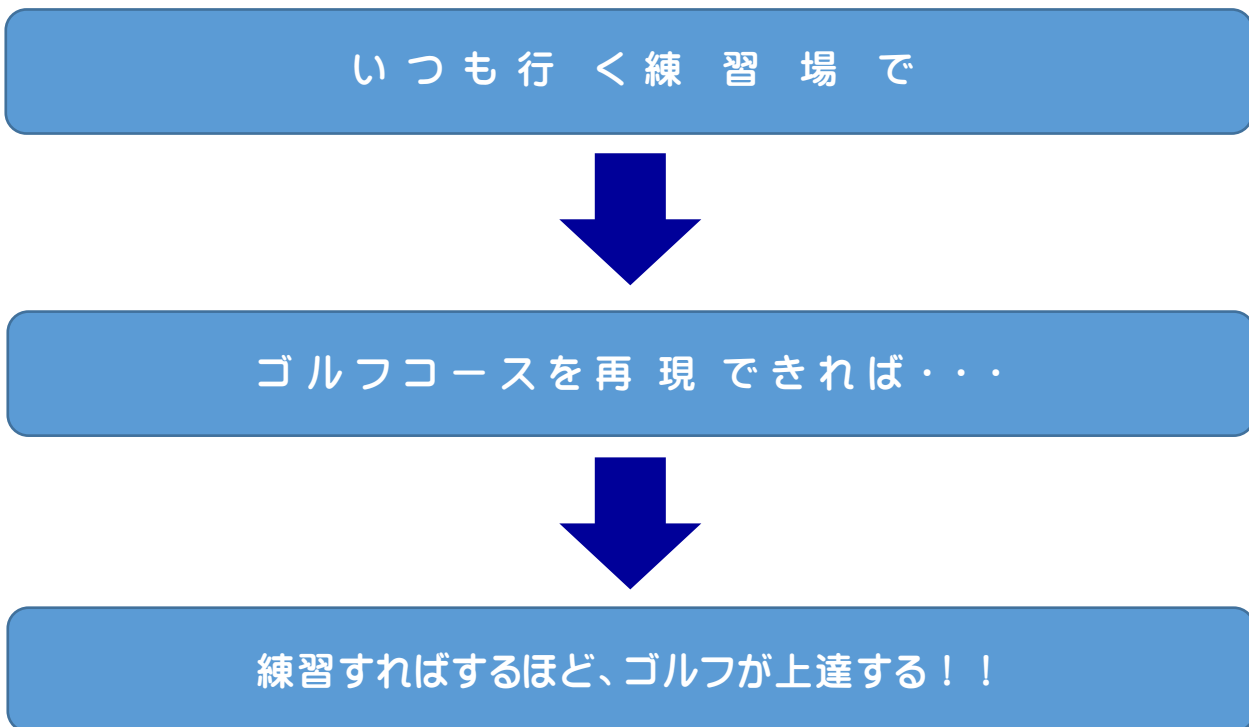 いつも行く練習場で
ゴルフコースを再現できれば・・・
練習すればするほど、ゴルフが上達する！！